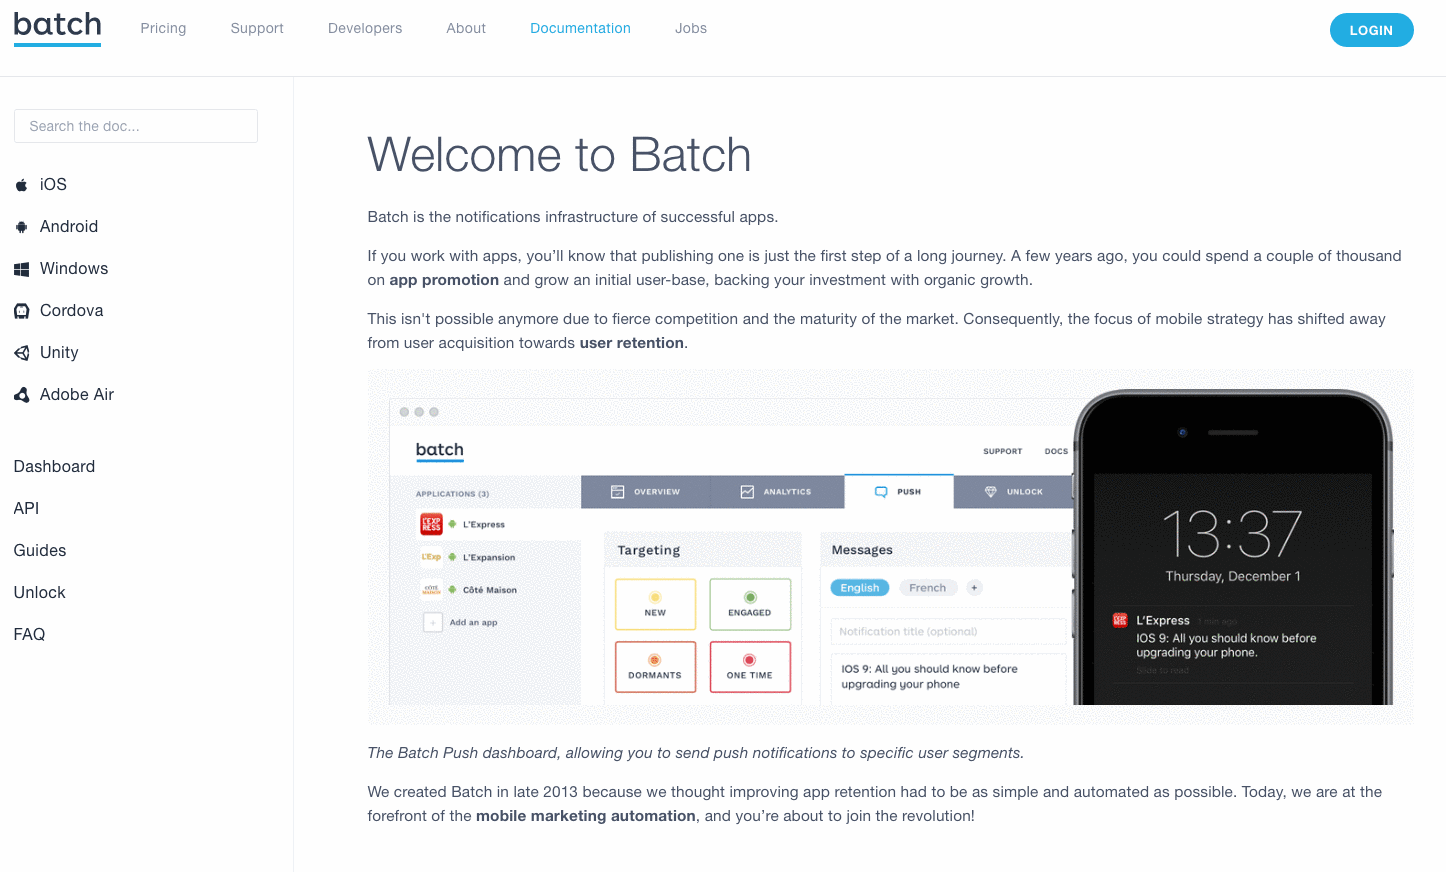 batch
Pricing
Support
Developers
About
Documentation
Jobs
LOGIN
Search the doc...
iOS
Android
Windows
Cordova
Unity
Adobe Air
Dashboard
API
Guides
Unlock
FAQ
Welcome to Batch
Batch is the notifications infrastructure of successful apps.
If you work with apps, you’ll know that publishing one is just the first step of a long journey. A few years ago, you could spend a couple of thousand
on app promotion and grow an initial user-base, backing your investment with organic growth.
This isn't possible anymore due to fierce competition and the maturity of the market. Consequently, the focus of mobile strategy has shifted away
from user acquisition towards user retention.
batch
SUPPORT
DOCS
APPLICATIONS (3)
OVERVIEW
ANALYTICS
PUSH
UNLOCK
L'EXP
RESS
L'Express
L'Exp
L'Expansion
CÔTÉ
MAISON
Côté Maison
+ Add an app
Targeting
NEW
ENGAGED
DORMANTS
ONE TIME
Messages
English
French
+
Notification title (optional)
IOS 9: All you should know before
upgrading your phone
13:37
Thursday, December 1
L'Express 1 min ago
IOS 9: All you should know before
upgrading your phone.
Slide to read
The Batch Push dashboard, allowing you to send push notifications to specific user segments.
We created Batch in late 2013 because we thought improving app retention had to be as simple and automated as possible. Today, we are at the
forefront of the mobile marketing automation, and you’re about to join the revolution!